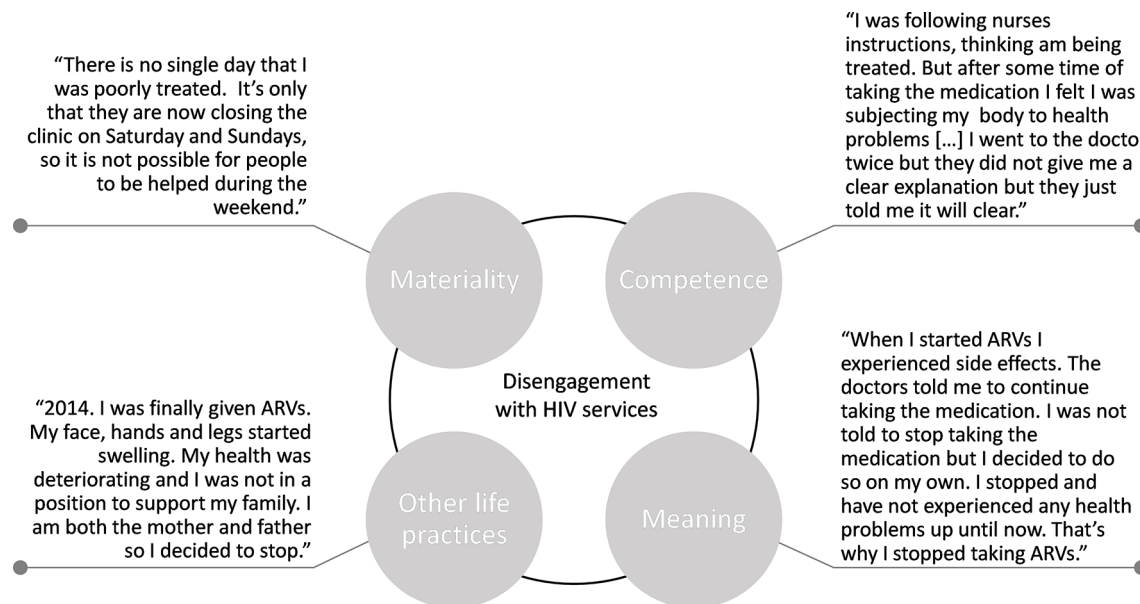 “There is no single day that I
was poorly treated.  It’s only
that they are now closing the
clinic on Saturday and Sundays,
so it is not possible for people
to be helped during the
weekend.”
“I was following nurses
instructions, thinking am being
treated. But after some time of
taking the medication I felt I was
subjecting my  body to health
problems […] I went to the docto
twice but they did not give me a
clear explanation but they just
told me it will clear.”
Materiality
Competence
Disengagement
with HIV services
“2014. I was finally given ARVs.
My face, hands and legs started
swelling. My health was
deteriorating and I was not in a
position to support my family. I
am both the mother and father
so I decided to stop.”
“When I started ARVs I
experienced side effects. The
doctors told me to continue
taking the medication. I was not
told to stop taking the
medication but I decided to do
so on my own. I stopped and
have not experienced any health
problems up until now. That’s
why I stopped taking ARVs.”
Other life
practices
Meaning